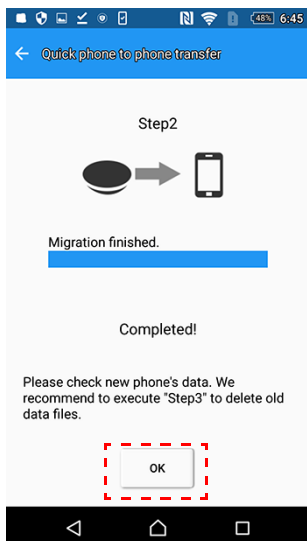 48% 6:45
Quick phone to phone transfer
Step2
Migration finished.
Completed!
Please check new phone's data. We
recommend to execute "Step3" to delete old
data files.
OK